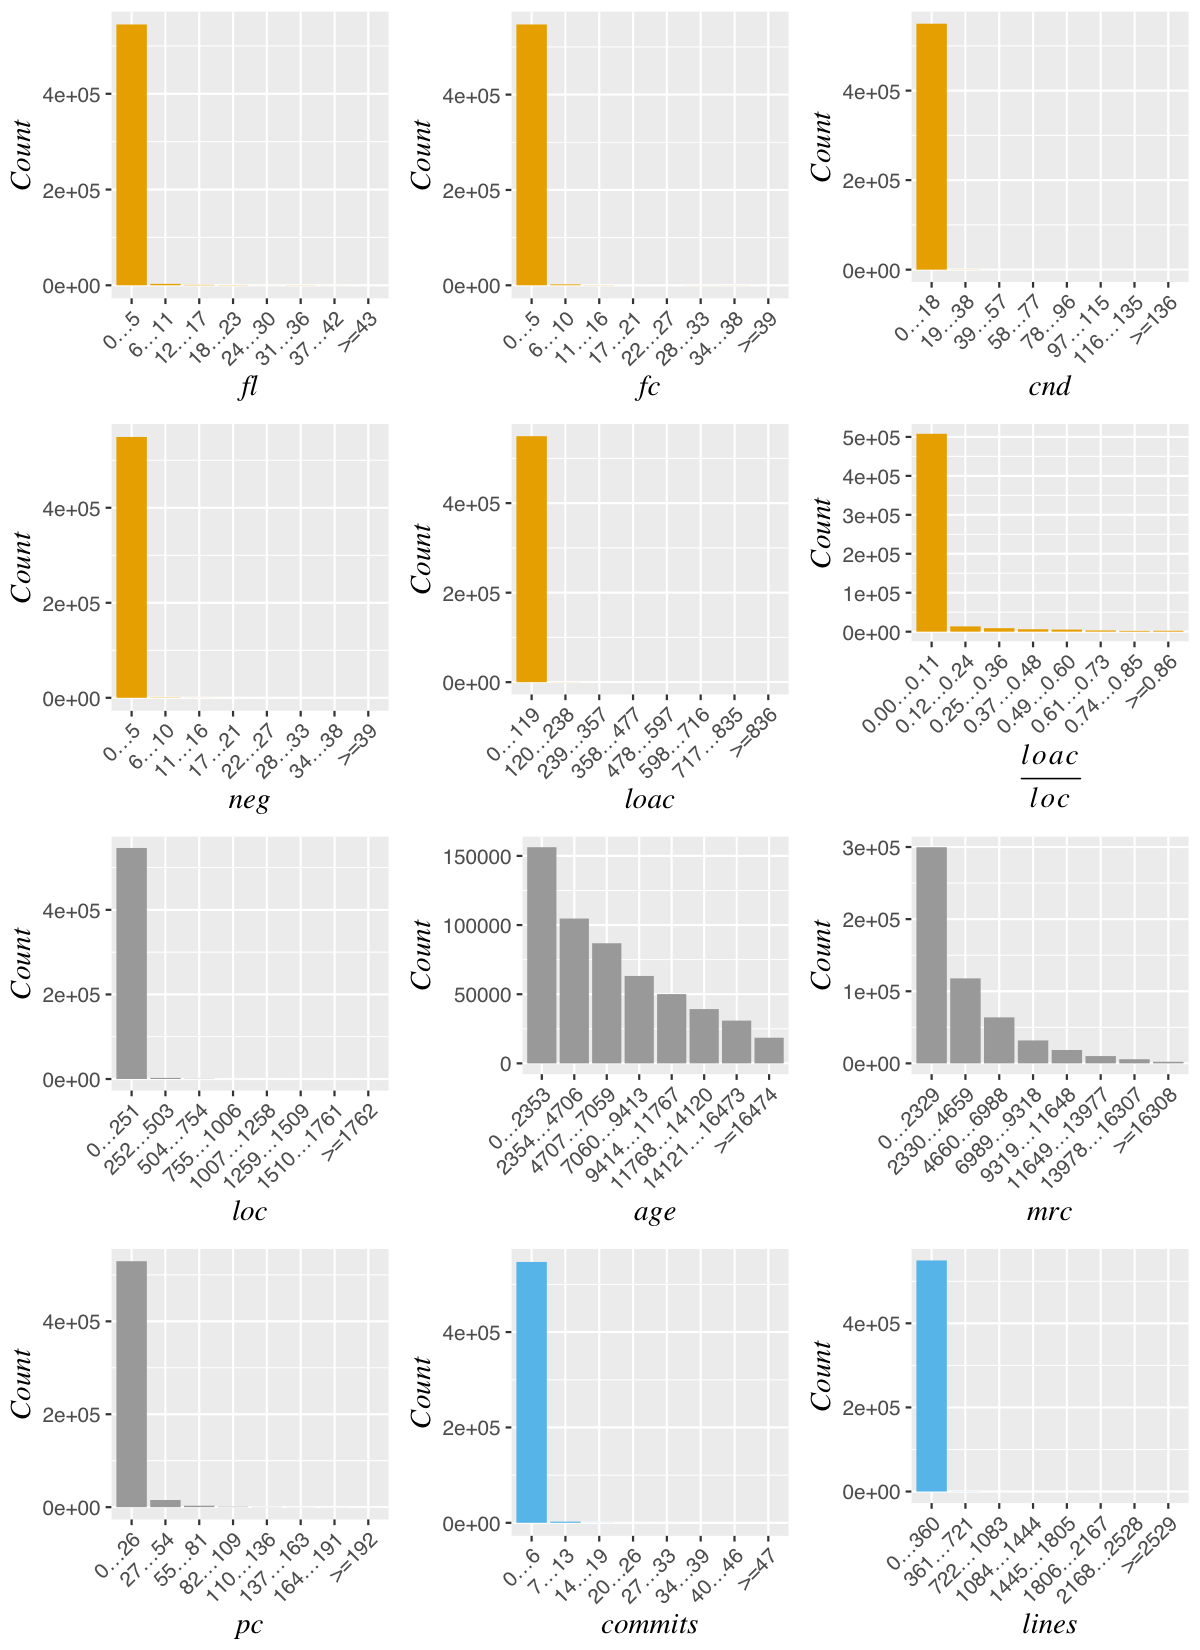 Count
4e+05
2e+05
0e+00
0...5
6...11
12...17
18...23
24...30
31...36
37...42
>=43
fl
Count
4e+05
2e+05
0e+00
0...5
6...10
11...16
17...21
22...27
28...33
34...38
>=39
fc
Count
4e+05
2e+05
0e+00
0...18
19...38
39...57
58...77
78...96
97...115
116...135
>=136
cnd
Count
4e+05
2e+05
0e+00
0...5
6...10
11...16
17...21
22...27
28...33
34...38
>=39
neg
Count
4e+05
2e+05
0e+00
0...119
120...238
239...357
358...477
478...597
598...716
717...835
>=836
loac
Count
5e+05
4e+05
3e+05
2e+05
1e+05
0e+00
0.00...0.11
0.12...0.24
0.25...0.36
0.37...0.48
0.49...0.60
0.61...0.73
0.74...0.85
>=0.86
loac
loc
Count
4e+05
2e+05
0e+00
0...251
252...503
504...754
755...1006
1007...1258
1259...1509
1510...1761
>=1762
loc
Count
150000
100000
50000
0
0...2353
2354...4706
4707...7059
7060...9413
9414...11767
11768...14120
14121...16473
>=16474
age
Count
3e+05
2e+05
1e+05
0e+00
0...2329
2330...4659
4660...6988
6989...9318
9319...11648
11649...13977
13978...16307
>=16308
mrc
Count
4e+05
2e+05
0e+00
0...26
27...54
55...81
82...109
110...136
137...163
164...191
>=192
pc
Count
4e+05
2e+05
0e+00
0...6
7...13
14...19
20...26
27...33
34...39
40...46
>=47
commits
Count
4e+05
2e+05
0e+00
0...360
361...721
722...1083
1084...1444
1445...1805
1806...2167
2168...2528
>=2529
lines